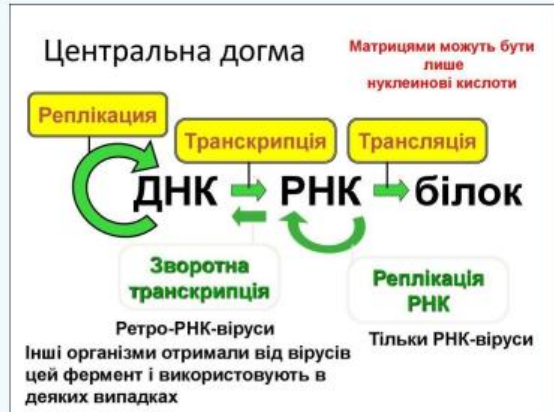 Центральна догма
Матрицями можуть бути
лише
нуклеинові кислоти
Реплікация
Транскрипція
Трансляція
ДНК РНК білок
Зворотна
транскрипція
Реплікація
РНК
Ретро-РНК-віруси
Тільки РНК-віруси
Інші організми отримали від вірусів
цей фермент і використовують в
деяких випадках